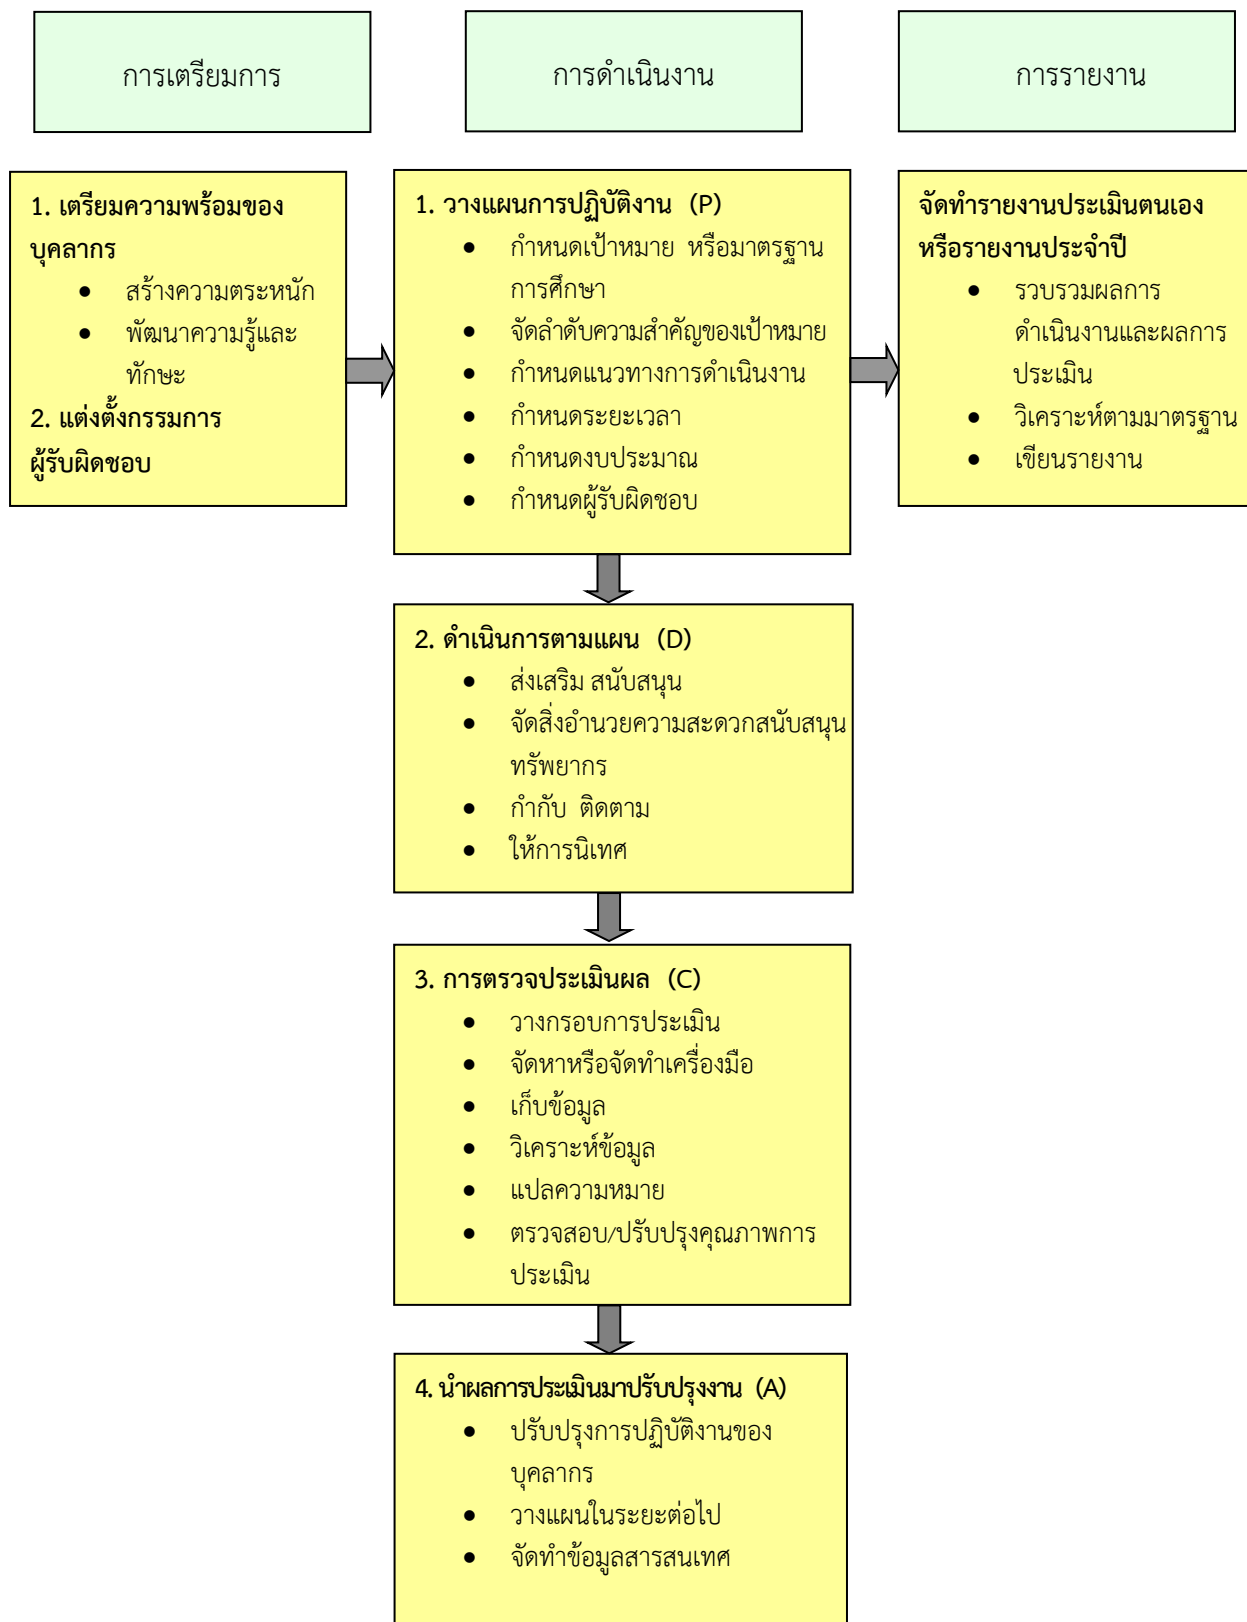 การเตรียมการ
การดำเนินงาน
การรายงาน
1. เตรียมความพร้อมของ
บุคลากร
● สร้างความตระหนัก
● พัฒนาความรู้และ
ทักษะ
2. แต่งตั้งกรรมการ
ผู้รับผิดชอบ
1. วางแผนการปฏิบัติงาน (P)
● กำหนดเป้าหมาย หรือมาตรฐาน
การศึกษา
● จัดลำดับความสำคัญของเป้าหมาย
● กำหนดแนวทางการดำเนินงาน
● กำหนดระยะเวลา
● กำหนดงบประมาณ
● กำหนดผู้รับผิดชอบ
จัดทำรายงานประเมินตนเอง
หรือรายงานประจำปี
● รวบรวมผลการ
ดำเนินงานและผลการ
ประเมิน
● วิเคราะห์ตามมาตรฐาน
● เขียนรายงาน
2. ดำเนินการตามแผน (D)
● ส่งเสริม สนับสนุน
● จัดสิ่งอำนวยความสะดวกสนับสนุน
ทรัพยากร
● กำกับ ติดตาม
● ให้การนิเทศ
3. การตรวจประเมินผล (C)
● วางกรอบการประเมิน
● จัดหาหรือจัดทำเครื่องมือ
● เก็บข้อมูล
● วิเคราะห์ข้อมูล
● แปลความหมาย
● ตรวจสอบ/ปรับปรุงคุณภาพการ
ประเมิน
4. นำผลการประเมินมาปรับปรุงงาน (A)
● ปรับปรุงการปฏิบัติงานของ
บุคลากร
● วางแผนในระยะต่อไป
● จัดทำข้อมูลสารสนเทศ